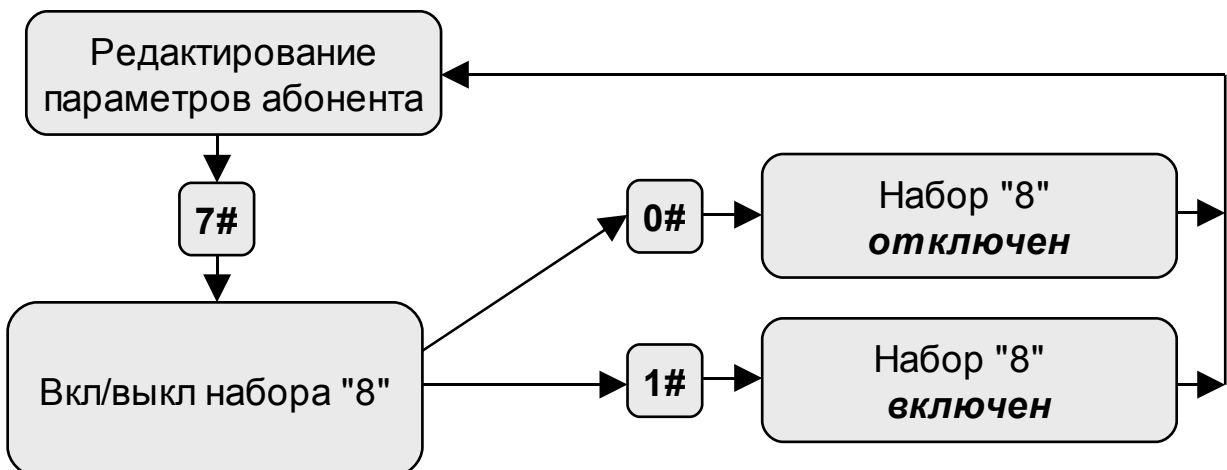 Редактирование
параметров абонента
7#
Вкл/выкл набора "8"
0#
Набор "8"
отключен
1#
Набор "8"
включен